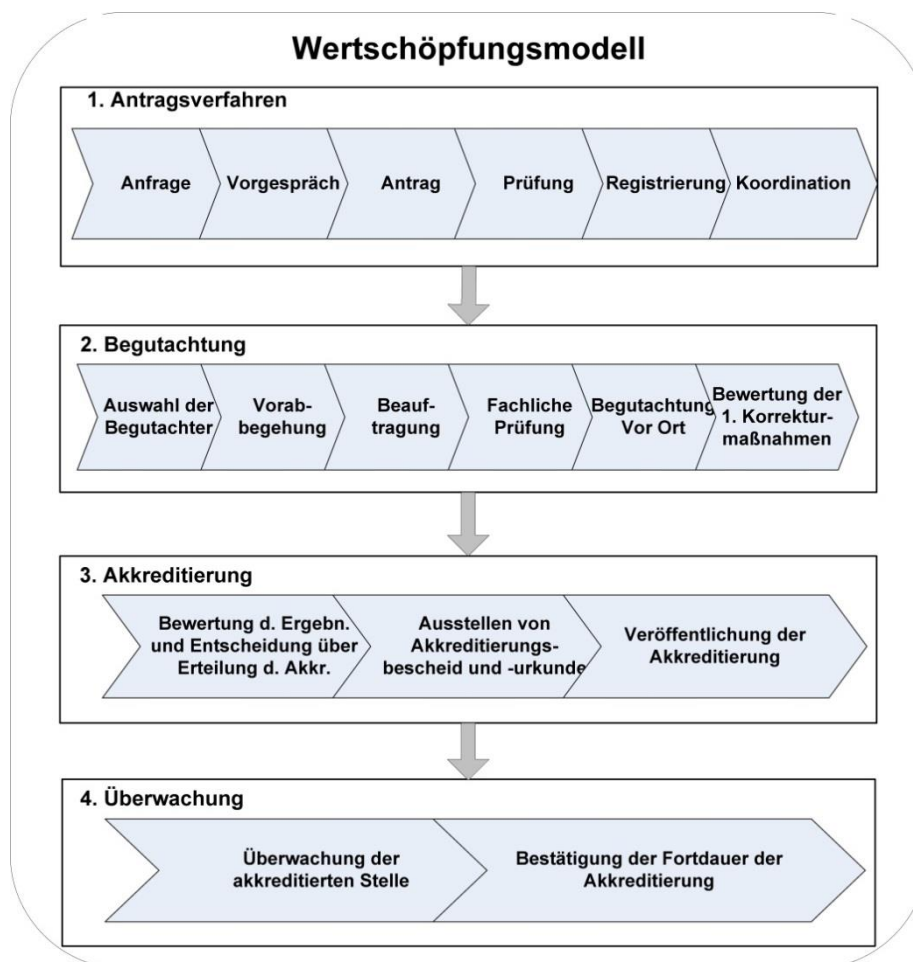 Wertschöpfungsmodell
1. Antragsverfahren
Anfrage
Vorgespräch
Antrag
Prüfung
Registrierung
Koordination
2. Begutachtung
Auswahl der
Begutachter
Vorab-
begehung
Beauf-
tragung
Fachliche
Prüfung
Begutachtung
Vor Ort
Bewertung der
1. Korrektur-
maßnahmen
3. Akkreditierung
Bewertung d. Ergebn.
und Entscheidung über
Erteilung d. Akkr.
Ausstellen von
Akkreditierungs-
bescheid und -urkunde
Veröffentlichung der
Akkreditierung
4. Überwachung
Überwachung der
akkreditierten Stelle
Bestätigung der Fortdauer der
Akkreditierung